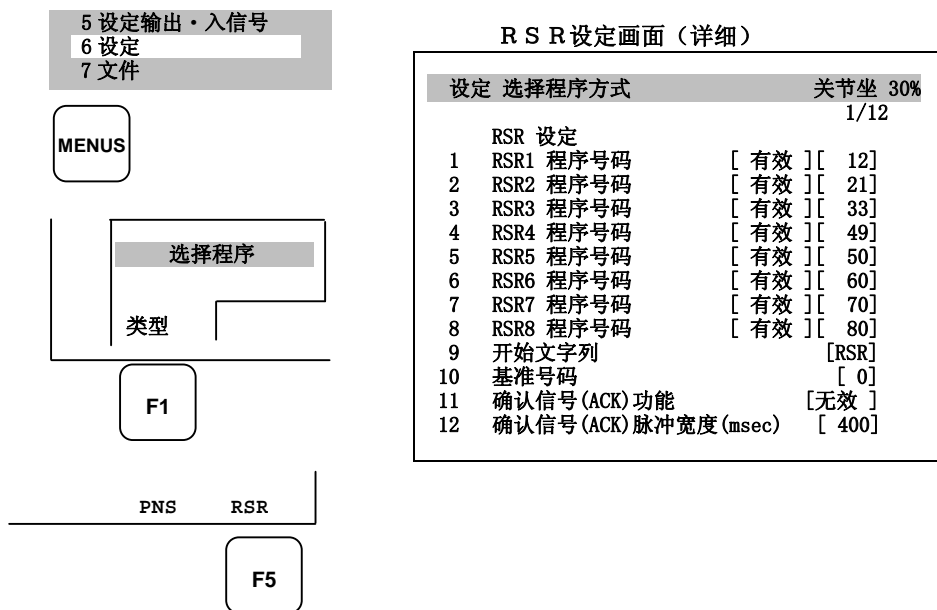 5 设定输出・入信号
6 设定
7 文件
MENUS
选择程序
类型
F1
PNS RSR
F5
ＲＳＲ设定画面（详细）
设定 选择程序方式 关节坐 30%
1/12
RSR 设定
1 RSR1 程序号码 [ 有效 ][ 12]
2 RSR2 程序号码 [ 有效 ][ 21]
3 RSR3 程序号码 [ 有效 ][ 33]
4 RSR4 程序号码 [ 有效 ][ 49]
5 RSR5 程序号码 [ 有效 ][ 50]
6 RSR6 程序号码 [ 有效 ][ 60]
7 RSR7 程序号码 [ 有效 ][ 70]
8 RSR8 程序号码 [ 有效 ][ 80]
9 开始文字列 [RSR]
10 基准号码 [ 0]
11 确认信号(ACK)功能 [无效 ]
12 确认信号(ACK)脉冲宽度(msec) [ 400]